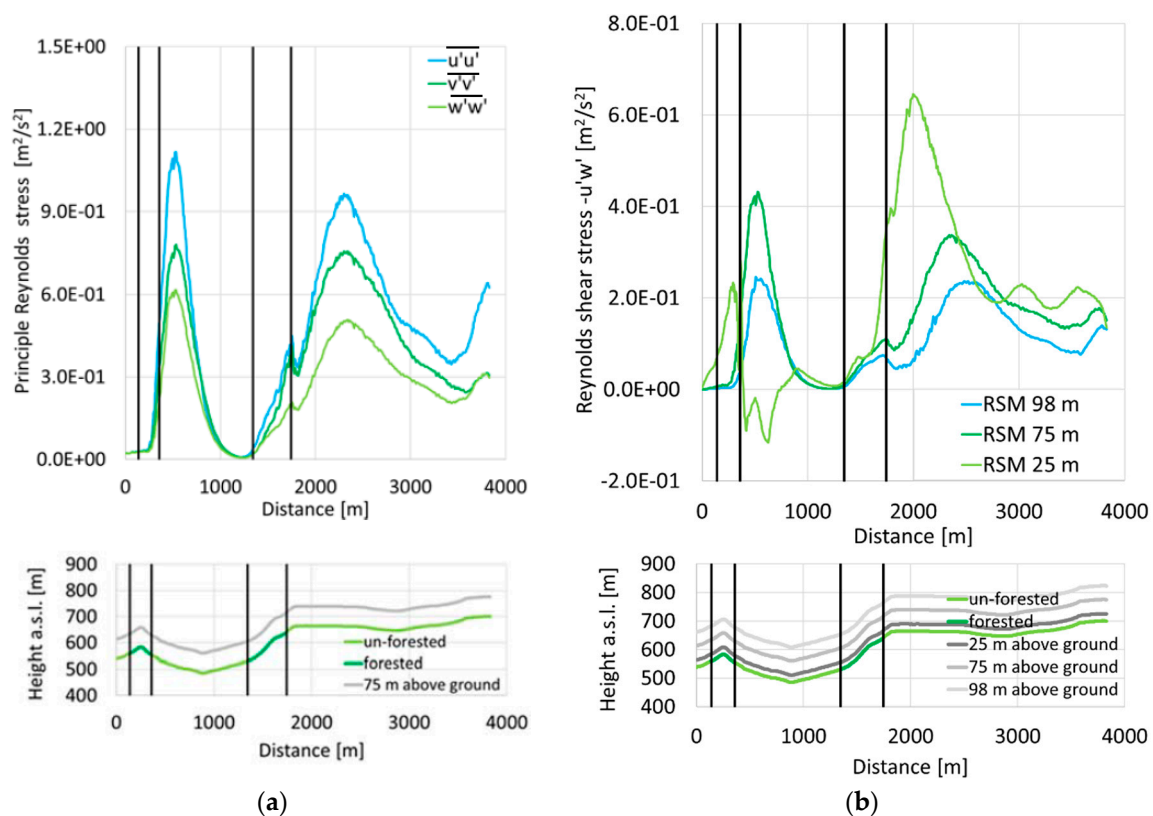 1.5E+00
1.2E+00
9.0E-01
6.0E-01
3.0E-01
0.0E+00
Principle Reynolds stress [m²/s²]
u'u'
v'v'
w'w'
0 1000 2000 3000 4000
Distance [m]
900
800
700
600
500
400
Height a.s.l. [m]
un-forested
forested
75 m above ground
0 1000 2000 3000 4000
Distance [m]
(a)
8.0E-01
6.0E-01
4.0E-01
2.0E-01
0.0E+00
-2.0E-01
Reynolds shear stress -u'w' [m²/s²]
RSM 98 m
RSM 75 m
RSM 25 m
0 1000 2000 3000 4000
Distance [m]
900
800
700
600
500
400
Height a.s.l. [m]
un-forested
forested
25 m above ground
75 m above ground
98 m above ground
0 1000 2000 3000 4000
Distance [m]
(b)